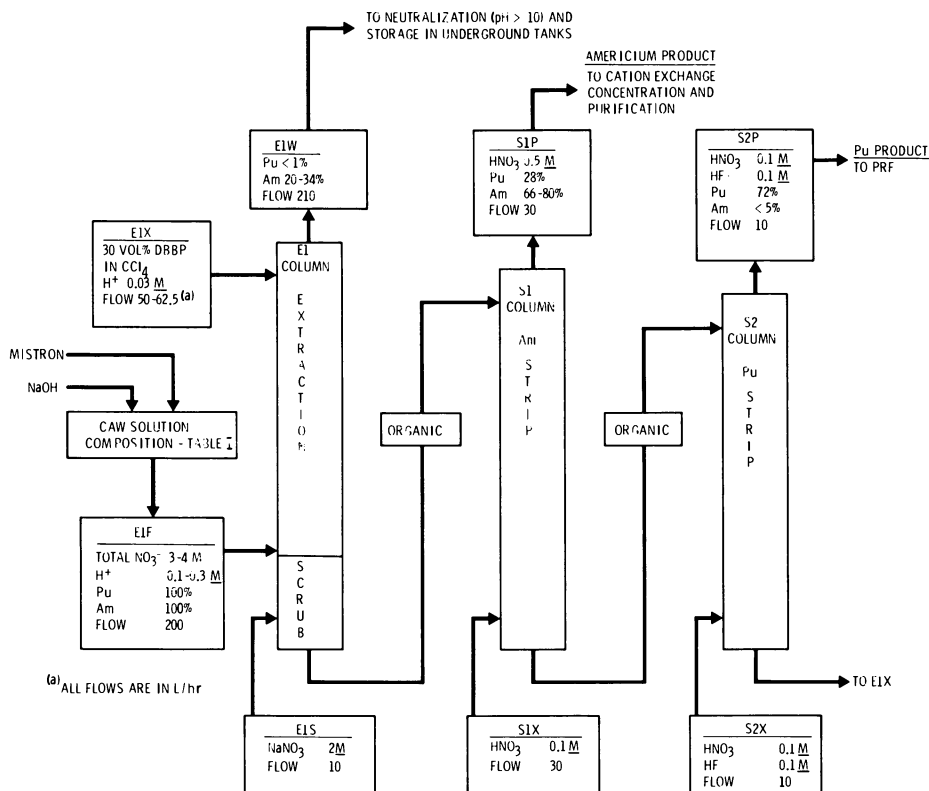 TO NEUTRALIZATION (pH > 10) AND
STORAGE IN UNDERGROUND TANKS
AMERICIUM PRODUCT
TO CATION EXCHANGE
CONCENTRATION AND
PURIFICATION
E1W
Pu < 1%
Am 20-34%
FLOW 210
S1P
HNO3 0.5 M
Pu 28%
Am 66-80%
FLOW 30
S2P
HNO3 0.1 M
HF 0.1 M
Pu 72%
Am < 5%
FLOW 10
Pu PRODUCT
TO PRF
E1X
30 VOL% DBBP
IN CCl4
H+ 0.03 M
FLOW 50-62.5 (a)
E1
COLUMN
EXTRACTION
SCRUB
S1
COLUMN
Am
STRIP
S2
COLUMN
Pu
STRIP
MISTRON
NaOH
CAW SOLUTION
COMPOSITION - TABLE I
ORGANIC
ORGANIC
E1F
TOTAL NO3- 3-4 M
H+ 0.1-0.3 M
Pu 100%
Am 100%
FLOW 200
(a) ALL FLOWS ARE IN L/hr
TO E1X
E1S
NaNO3 2M
FLOW 10
S1X
HNO3 0.1 M
FLOW 30
S2X
HNO3 0.1 M
HF 0.1 M
FLOW 10